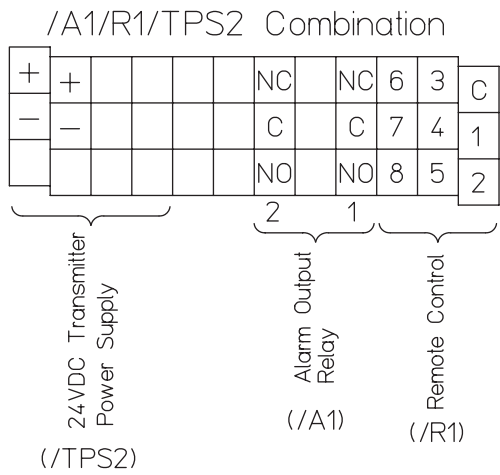 /A1/R1/TPS2 Combination
+ + NC NC 6 3 C
− − C C 7 4 1
NO NO 8 5 2
2 1
24VDC Transmitter
Power Supply
(/TPS2)
Alarm Output
Relay
(/A1)
Remote Control
(/R1)